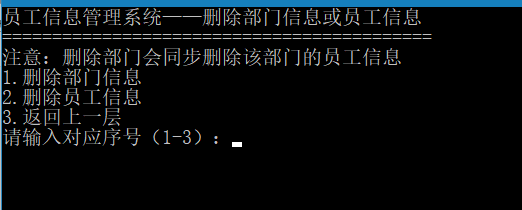 员工信息管理系统——删除部门信息或员工信息
===========================================
注意：删除部门会同步删除该部门的员工信息
1.删除部门信息
2.删除员工信息
3.返回上一层
请输入对应序号（1-3）：